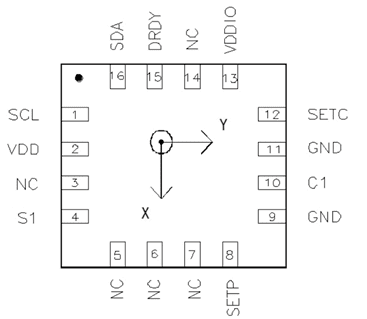 SDA DRDY NC VDDIO
16 15 14 13
SCL 1 12 SETC
VDD 2 11 GND
NC 3 10 C1
S1 4 9 GND
Y
X
5 6 7 8
NC NC NC SETP